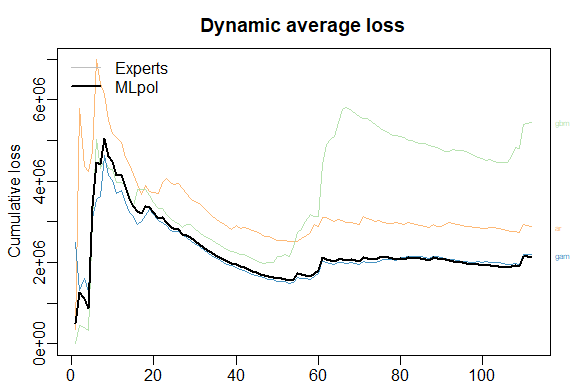 Dynamic average loss
Experts
MLpol
Cumulative loss
0e+00
2e+06
4e+06
6e+06
0
20
40
60
80
100
gbm
ar
gam